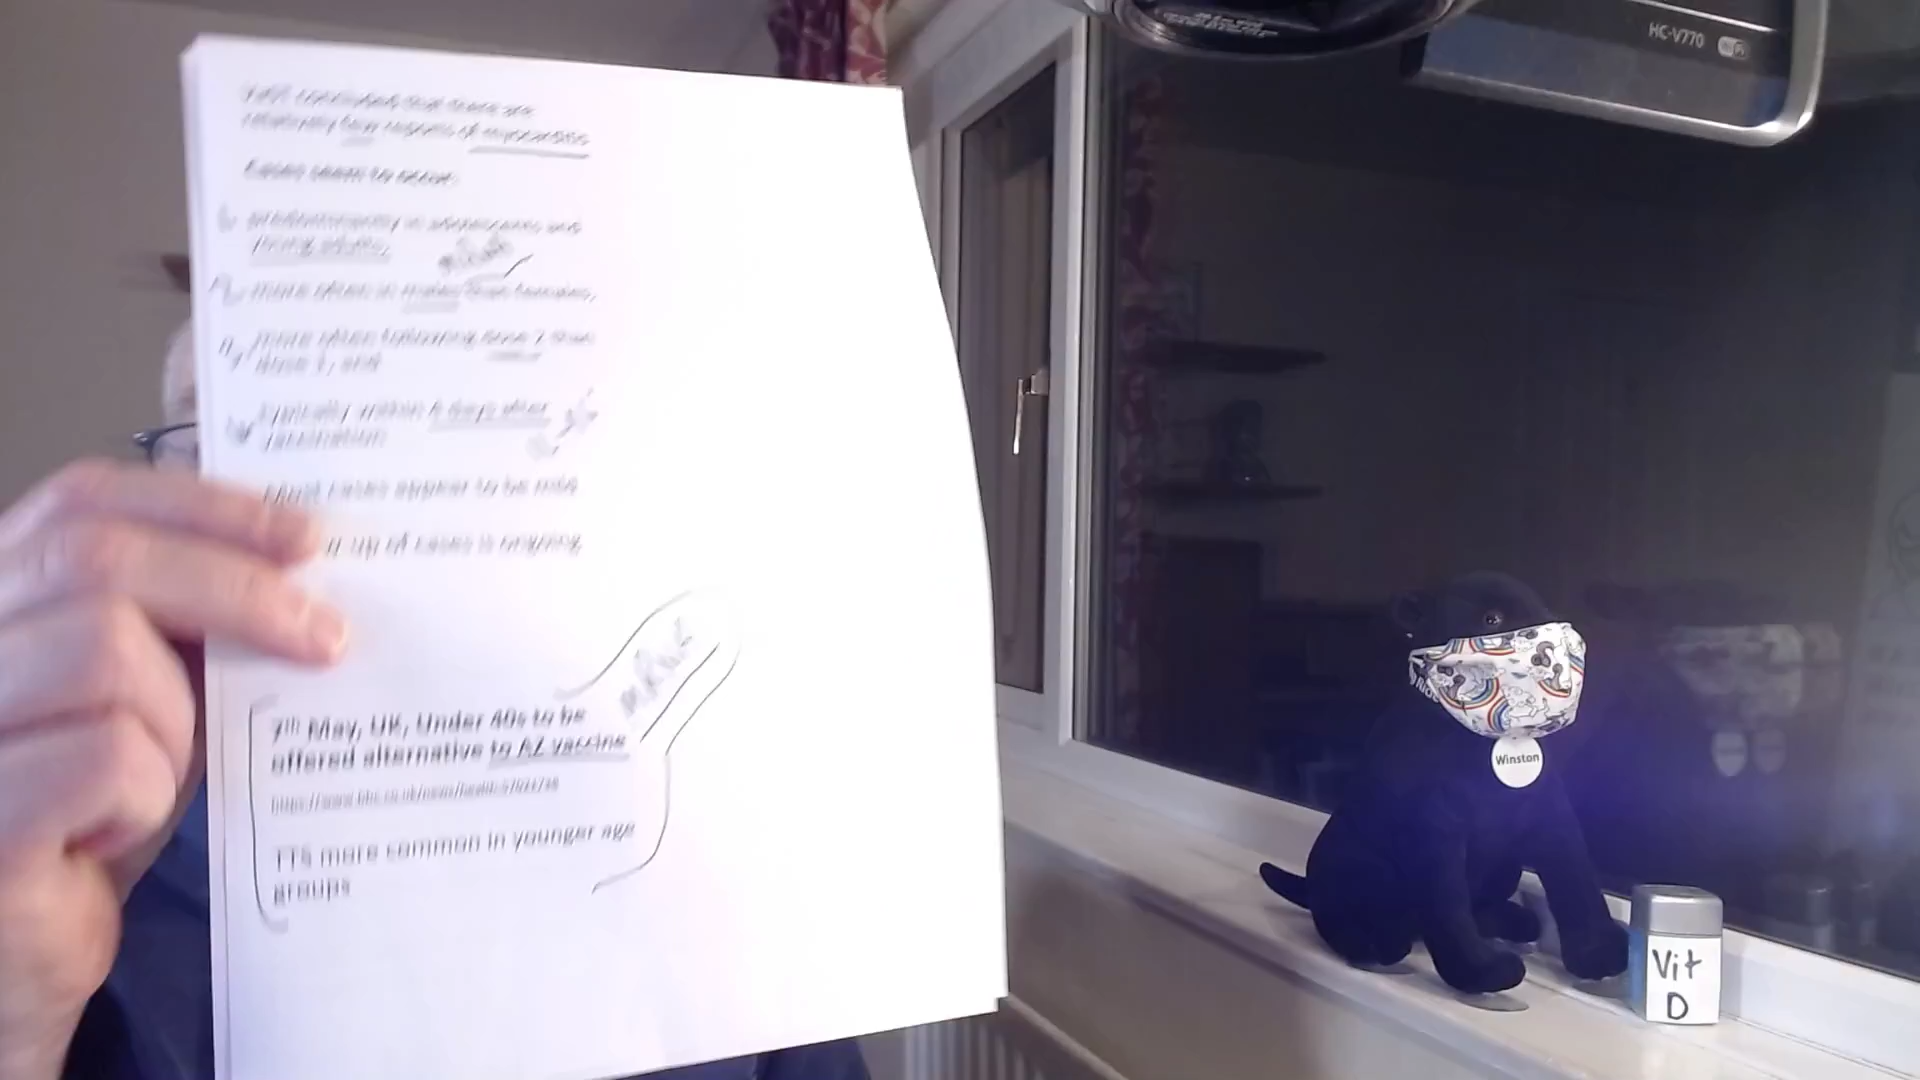 VaST concluded that there are
relatively few reports of myocarditis
Cases seem to occur:
predominantly in adolescents and
young adults,
more often in males than females,
more often following dose 2 than
dose 1, and
typically within 4 days after
vaccination
Most cases appear to be mild
up of cases is ongoing
mRNA
7th May, UK, Under 40s to be
offered alternative to AZ vaccine
TTS more common in younger age
groups
HC-V770
Winston
Vit
D